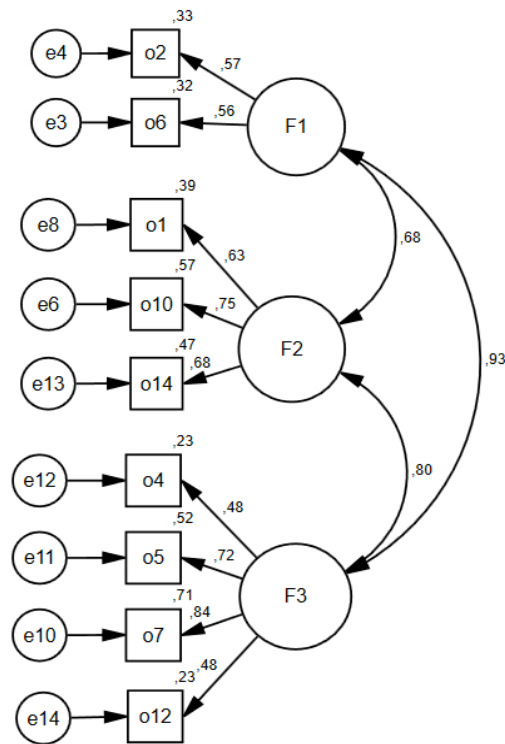 ,33
e4 o2
,57
,32
e3 o6 ,56
F1
,39
e8 o1
,63
,68
,57
e6 o10 ,75
F2
,47
e13 o14 ,68
,93
,23
e12 o4
,48
,80
,52
e11 o5 ,72
F3
,71
e10 o7 ,84
,23 ,48
e14 o12